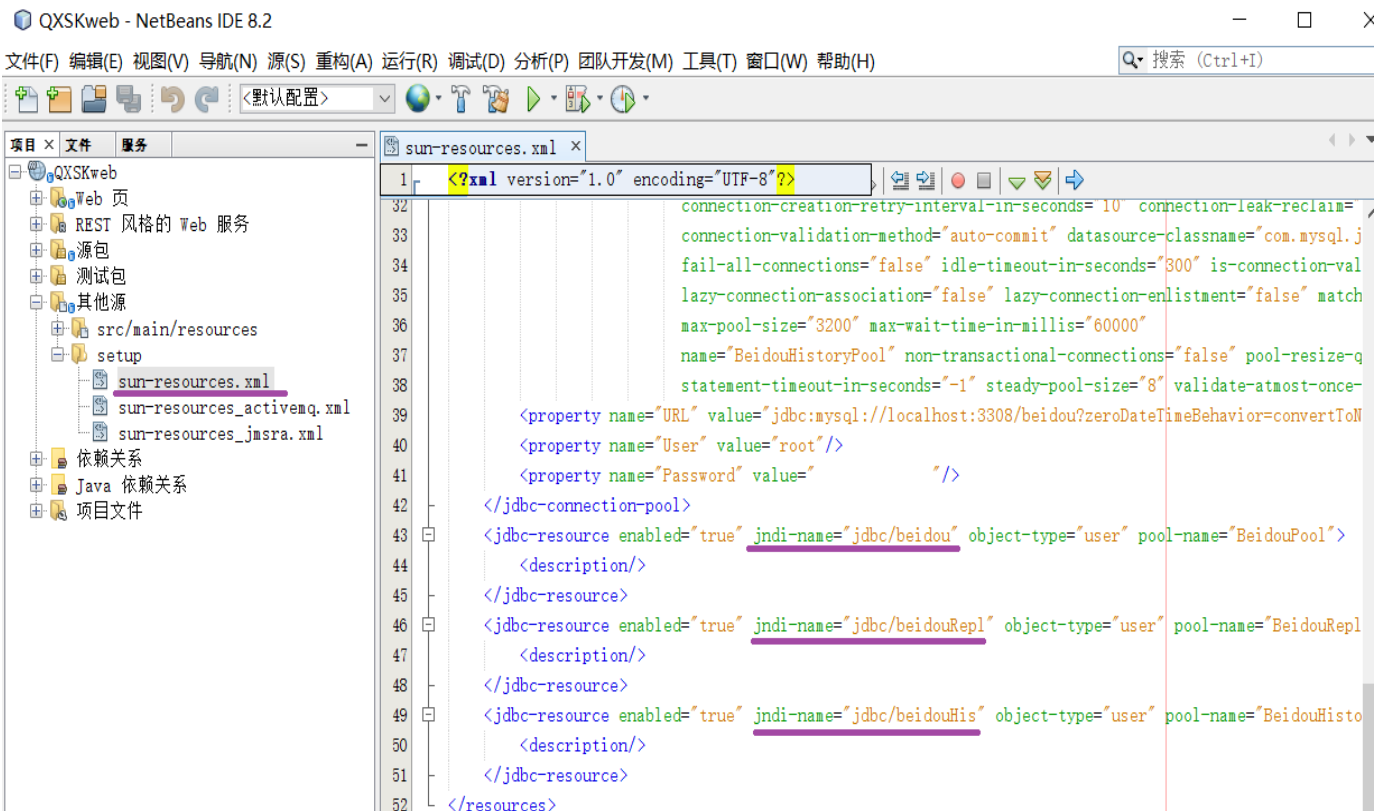 QXSKweb - NetBeans IDE 8.2
文件(F) 编辑(E) 视图(V) 导航(N) 源(S) 重构(A) 运行(R) 调试(D) 分析(P) 团队开发(M) 工具(T) 窗口(W) 帮助(H)
搜索 (Ctrl+I)
<默认配置>
项目 × 文件 服务
QXSKweb
Web 页
REST 风格的 Web 服务
源包
测试包
其他源
src/main/resources
setup
sun-resources.xml
sun-resources_activemq.xml
sun-resources_jmsra.xml
依赖关系
Java 依赖关系
项目文件
sun-resources.xml ×
1 <?xml version="1.0" encoding="UTF-8"?>
32 connection-creation-retry-interval-in-seconds="10" connection-leak-reclaim=
33 connection-validation-method="auto-commit" datasource-classname="com.mysql.j
34 fail-all-connections="false" idle-timeout-in-seconds="300" is-connection-val
35 lazy-connection-association="false" lazy-connection-enlistment="false" match
36 max-pool-size="3200" max-wait-time-in-millis="60000"
37 name="BeidouHistoryPool" non-transactional-connections="false" pool-resize-q
38 statement-timeout-in-seconds="-1" steady-pool-size="8" validate-atmost-once-
39 <property name="URL" value="jdbc:mysql://localhost:3308/beidou?zeroDateTimeBehavior=convertToN
40 <property name="User" value="root"/>
41 <property name="Password" value=" "/>
42 </jdbc-connection-pool>
43 <jdbc-resource enabled="true" jndi-name="jdbc/beidou" object-type="user" pool-name="BeidouPool">
44 <description/>
45 </jdbc-resource>
46 <jdbc-resource enabled="true" jndi-name="jdbc/beidouRepl" object-type="user" pool-name="BeidouRepl
47 <description/>
48 </jdbc-resource>
49 <jdbc-resource enabled="true" jndi-name="jdbc/beidouHis" object-type="user" pool-name="BeidouHisto
50 <description/>
51 </jdbc-resource>
52 </resources>